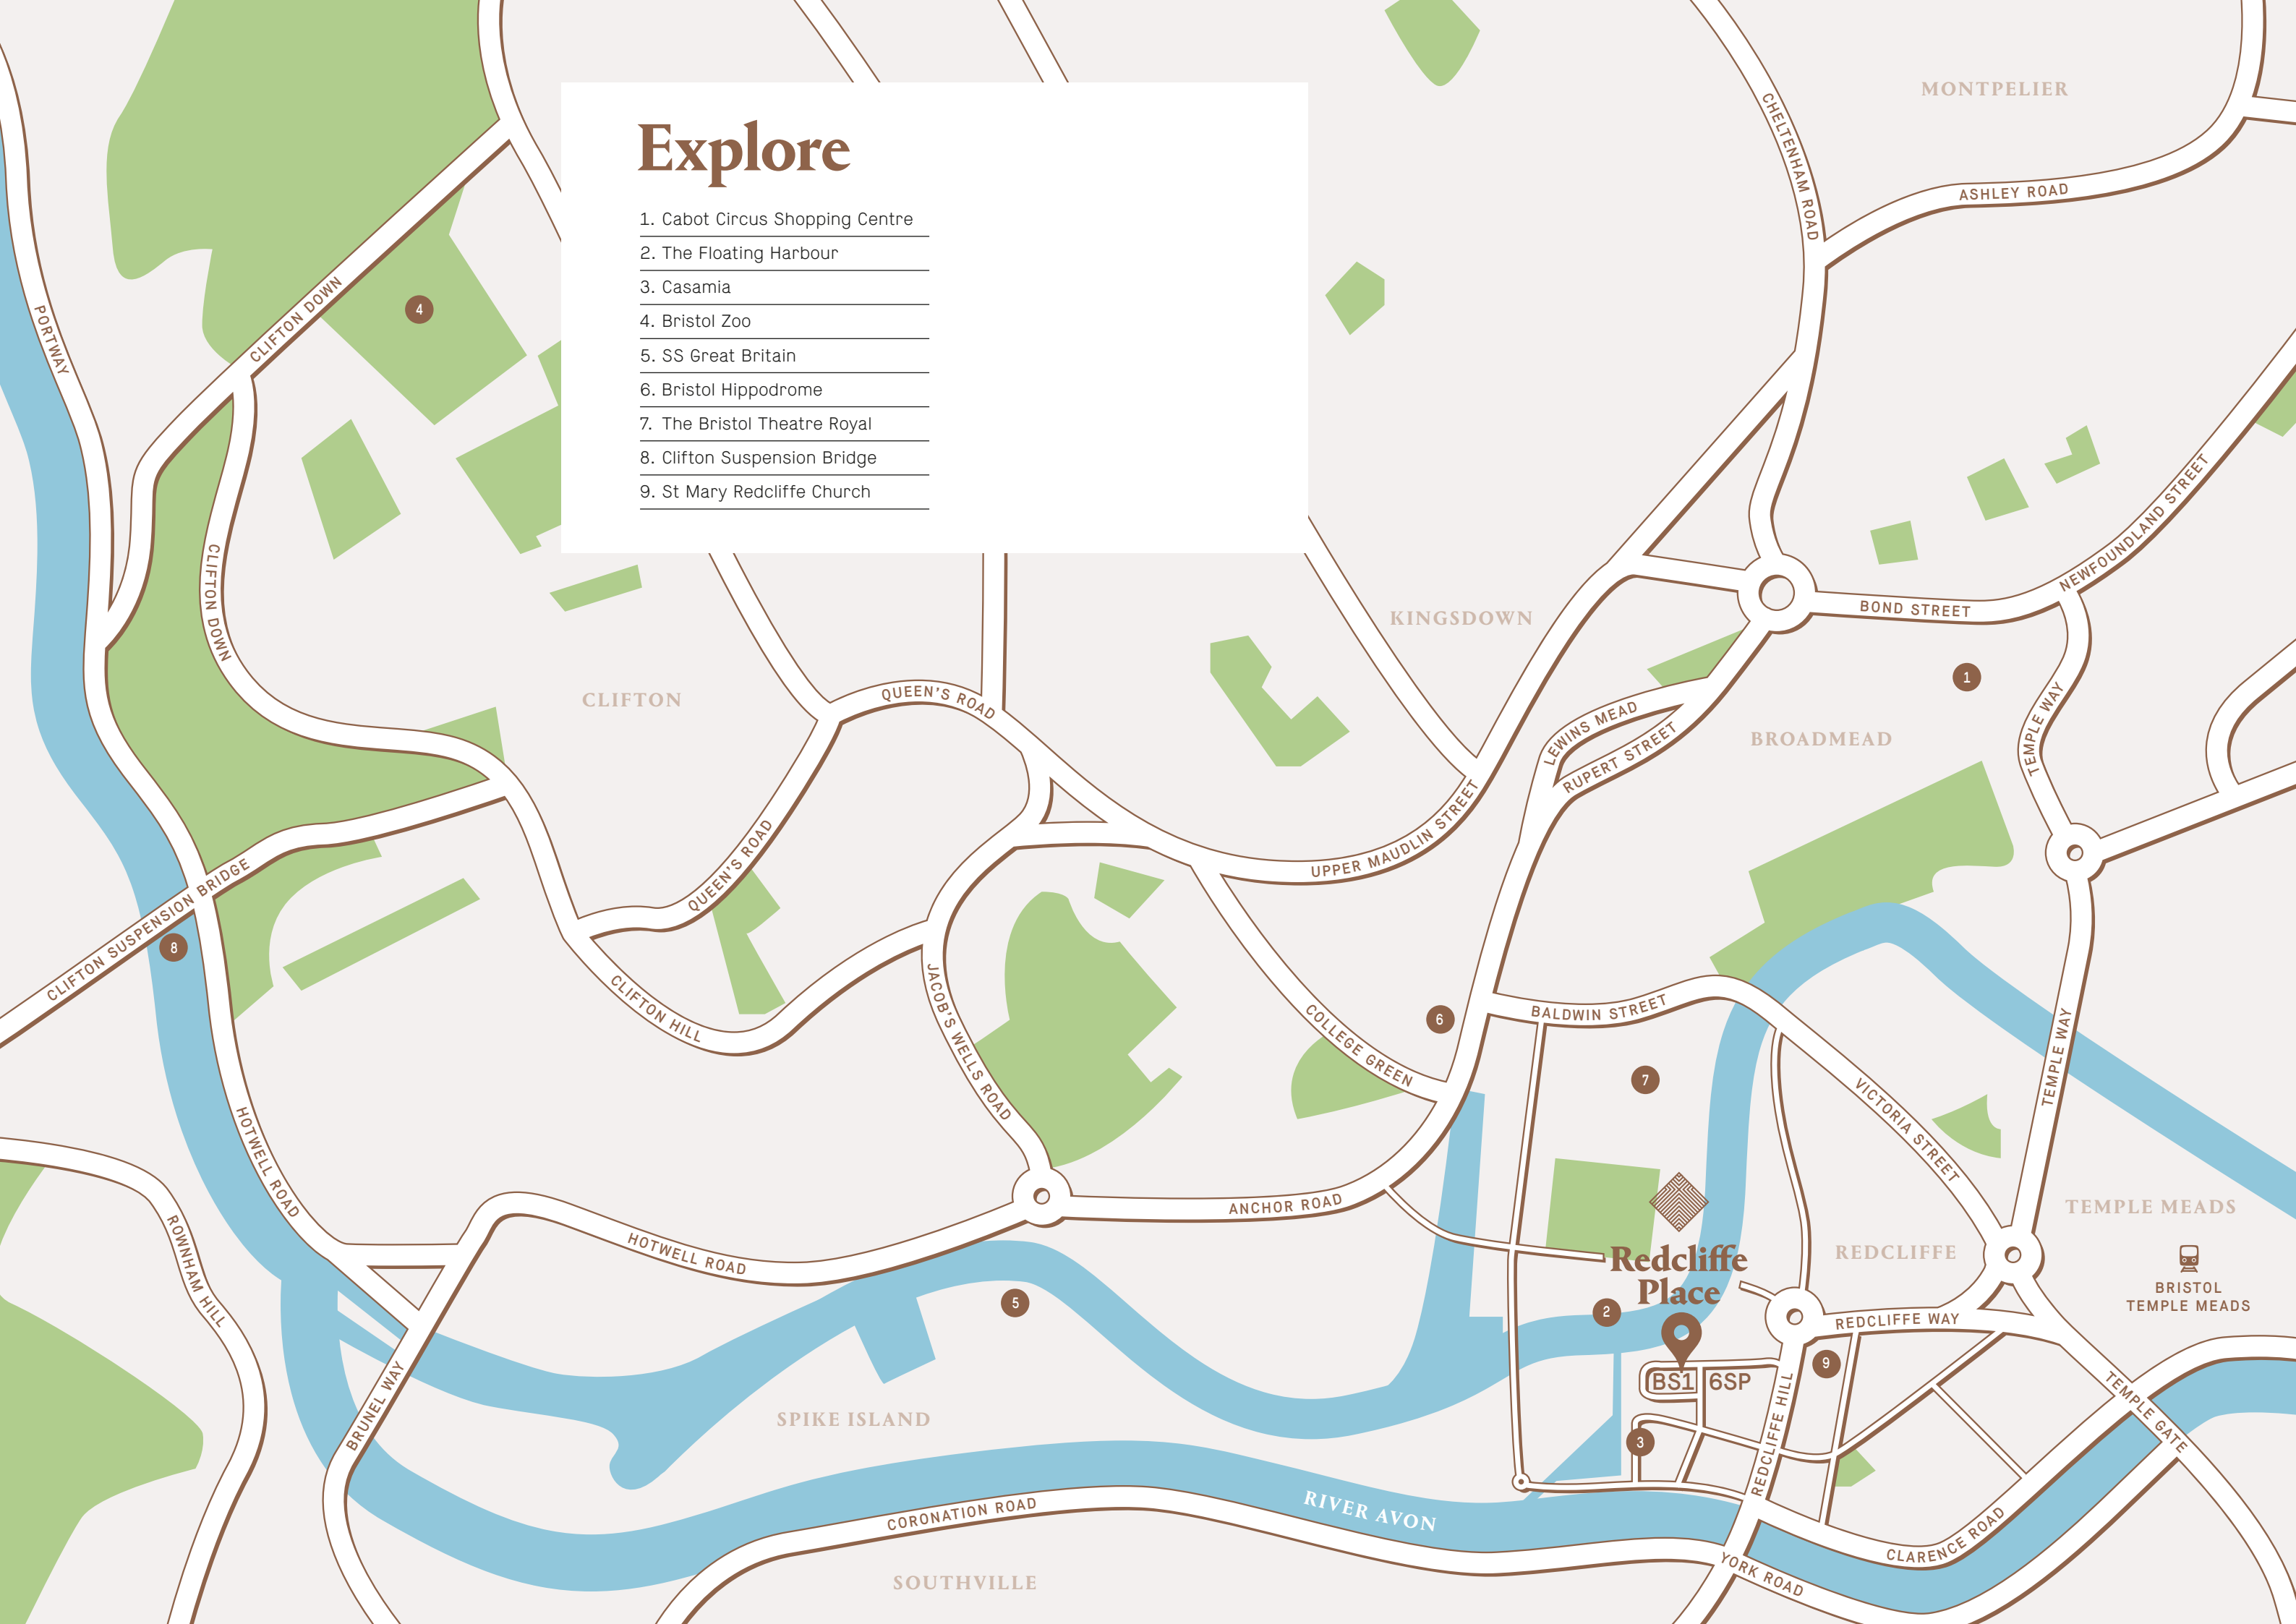 Explore
1. Cabot Circus Shopping Centre
2. The Floating Harbour
3. Casamia
4. Bristol Zoo
5. SS Great Britain
6. Bristol Hippodrome
7. The Bristol Theatre Royal
8. Clifton Suspension Bridge
9. St Mary Redcliffe Church
MONTPELIER
CHELTENHAM ROAD
ASHLEY ROAD
PORTWAY
CLIFTON DOWN
4
CLIFTON DOWN
NEWFOUNDLAND STREET
BOND STREET
KINGSDOWN
1
CLIFTON
QUEEN'S ROAD
LEWINS MEAD
RUPERT STREET
BROADMEAD
TEMPLE WAY
QUEEN'S ROAD
UPPER MAUDLIN STREET
CLIFTON SUSPENSION BRIDGE
8
CLIFTON HILL
JACOB'S WELLS ROAD
COLLEGE GREEN
6
BALDWIN STREET
7
TEMPLE WAY
VICTORIA STREET
HOTWELL ROAD
ROWNHAM HILL
HOTWELL ROAD
ANCHOR ROAD
TEMPLE MEADS
REDCLIFFE
BRISTOL
TEMPLE MEADS
Redcliffe
Place
5
2
REDCLIFFE WAY
9
BS1 6SP
BRUNEL WAY
SPIKE ISLAND
3
REDCLIFFE HILL
TEMPLE GATE
CORONATION ROAD
RIVER AVON
CLARENCE ROAD
YORK ROAD
SOUTHVILLE